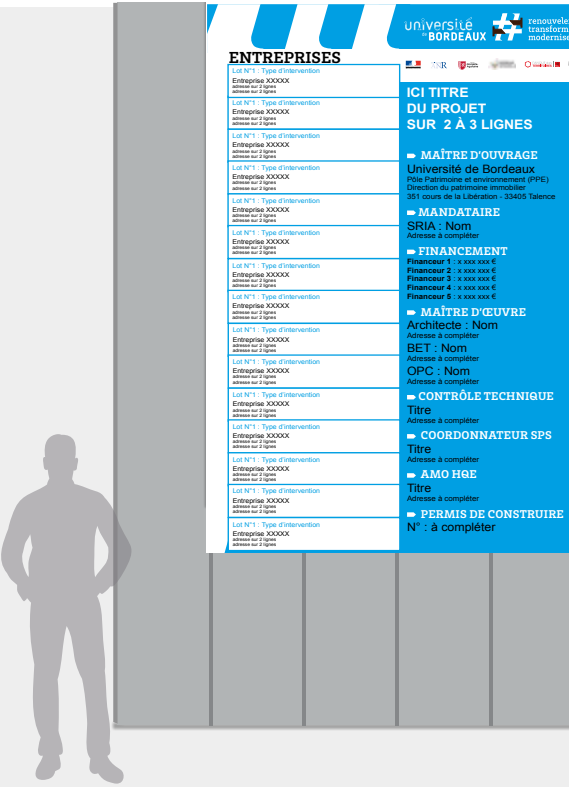 université
de BORDEAUX
renouvele
transform
modernise
ENTREPRISES
Lot N°1 : Type d'intervention
Entreprise XXXXX
adresse sur 2 lignes
adresse sur 2 lignes
Lot N°1 : Type d'intervention
Entreprise XXXXX
adresse sur 2 lignes
adresse sur 2 lignes
Lot N°1 : Type d'intervention
Entreprise XXXXX
adresse sur 2 lignes
adresse sur 2 lignes
Lot N°1 : Type d'intervention
Entreprise XXXXX
adresse sur 2 lignes
adresse sur 2 lignes
Lot N°1 : Type d'intervention
Entreprise XXXXX
adresse sur 2 lignes
adresse sur 2 lignes
Lot N°1 : Type d'intervention
Entreprise XXXXX
adresse sur 2 lignes
adresse sur 2 lignes
Lot N°1 : Type d'intervention
Entreprise XXXXX
adresse sur 2 lignes
adresse sur 2 lignes
Lot N°1 : Type d'intervention
Entreprise XXXXX
adresse sur 2 lignes
adresse sur 2 lignes
Lot N°1 : Type d'intervention
Entreprise XXXXX
adresse sur 2 lignes
adresse sur 2 lignes
Lot N°1 : Type d'intervention
Entreprise XXXXX
adresse sur 2 lignes
adresse sur 2 lignes
Lot N°1 : Type d'intervention
Entreprise XXXXX
adresse sur 2 lignes
adresse sur 2 lignes
Lot N°1 : Type d'intervention
Entreprise XXXXX
adresse sur 2 lignes
adresse sur 2 lignes
Lot N°1 : Type d'intervention
Entreprise XXXXX
adresse sur 2 lignes
adresse sur 2 lignes
Lot N°1 : Type d'intervention
Entreprise XXXXX
adresse sur 2 lignes
adresse sur 2 lignes
Lot N°1 : Type d'intervention
Entreprise XXXXX
adresse sur 2 lignes
adresse sur 2 lignes
ICI TITRE
DU PROJET
SUR 2 À 3 LIGNES
MAÎTRE D'OUVRAGE
Université de Bordeaux
Pôle Patrimoine et environnement (PPE)
Direction du patrimoine immobilier
351 cours de la Libération - 33405 Talence
MANDATAIRE
SRIA : Nom
Adresse à compléter
FINANCEMENT
Financeur 1 : x xxx xxx €
Financeur 2 : x xxx xxx €
Financeur 3 : x xxx xxx €
Financeur 4 : x xxx xxx €
Financeur 5 : x xxx xxx €
MAÎTRE D'ŒUVRE
Architecte : Nom
Adresse à compléter
BET : Nom
Adresse à compléter
OPC : Nom
Adresse à compléter
CONTRÔLE TECHNIQUE
Titre
Adresse à compléter
COORDONNATEUR SPS
Titre
Adresse à compléter
AMO HQE
Titre
Adresse à compléter
PERMIS DE CONSTRUIRE
N° : à compléter